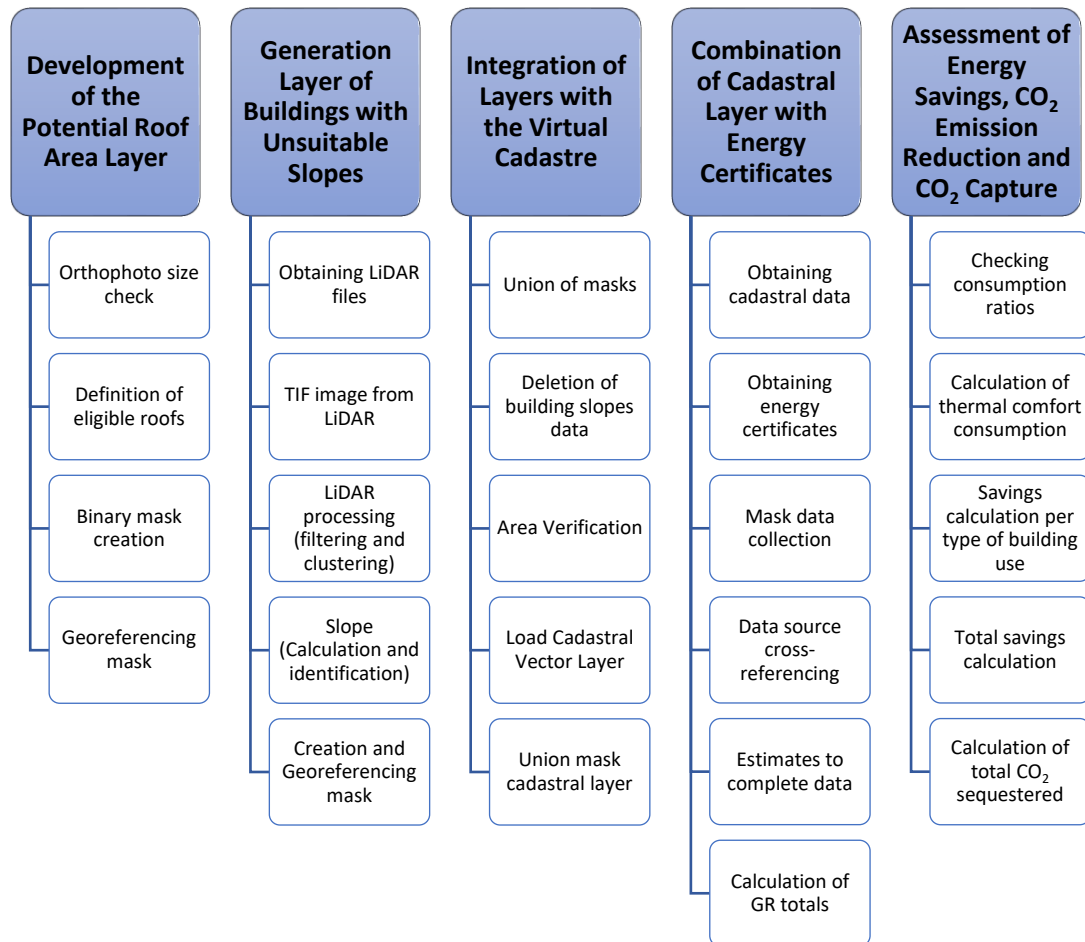 Development
of the
Potential Roof
Area Layer
Orthophoto size
check
Definition of
eligible roofs
Binary mask
creation
Georeferencing
mask
Generation
Layer of
Buildings with
Unsuitable
Slopes
Obtaining LiDAR
files
TIF image from
LiDAR
LiDAR
processing
(filtering and
clustering)
Slope
(Calculation and
identification)
Creation and
Georeferencing
mask
Integration of
Layers with
the Virtual
Cadastre
Union of masks
Deletion of
building slopes
data
Area Verification
Load Cadastral
Vector Layer
Union mask
cadastral layer
Combination
of Cadastral
Layer with
Energy
Certificates
Obtaining
cadastral data
Obtaining
energy
certificates
Mask data
collection
Data source
cross-
referencing
Estimates to
complete data
Calculation of
GR totals
Assessment of
Energy
Savings, CO₂
Emission
Reduction and
CO₂ Capture
Checking
consumption
ratios
Calculation of
thermal comfort
consumption
Savings
calculation per
type of building
use
Total savings
calculation
Calculation of
total CO₂
sequestered